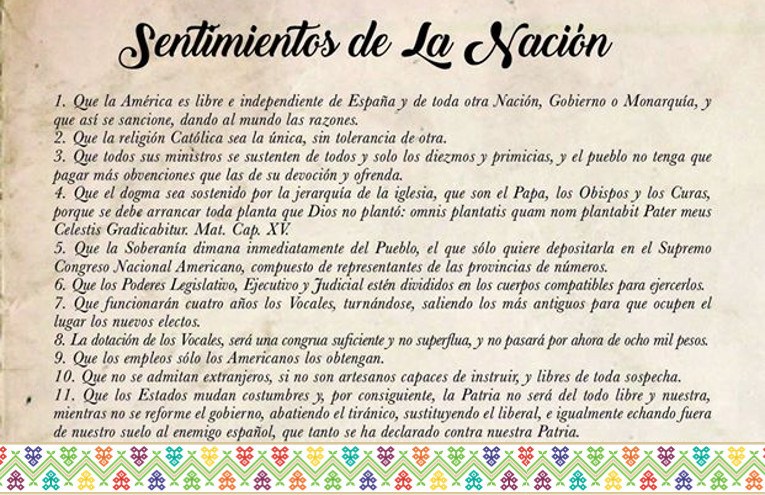 Sentimientos de La Nación
1. Que la América es libre e independiente de España y de toda otra Nación, Gobierno o Monarquía, y
que así se sancione, dando al mundo las razones.
2. Que la religión Católica sea la única, sin tolerancia de otra.
3. Que todos sus ministros se sustenten de todos y solo los diezmos y primicias, y el pueblo no tenga que
pagar más obvenciones que las de su devoción y ofrenda.
4. Que el dogma sea sostenido por la jerarquía de la iglesia, que son el Papa, los Obispos y los Curas,
porque se debe arrancar toda planta que Dios no plantó: omnis plantatis quam nom plantabit Pater meus
Celestis Gradicabitur. Mat. Cap. XV.
5. Que la Soberanía dimana inmediatamente del Pueblo, el que sólo quiere depositarla en el Supremo
Congreso Nacional Americano, compuesto de representantes de las provincias de números.
6. Que los Poderes Legislativo, Ejecutivo y Judicial estén divididos en los cuerpos compatibles para ejercerlos.
7. Que funcionarán cuatro años los Vocales, turnándose, saliendo los más antiguos para que ocupen el
lugar los nuevos electos.
8. La dotación de los Vocales, será una congrua suficiente y no superflua, y no pasará por ahora de ocho mil pesos.
9. Que los empleos sólo los Americanos los obtengan.
10. Que no se admitan extranjeros, si no son artesanos capaces de instruir, y libres de toda sospecha.
11. Que los Estados mudan costumbres y, por consiguiente, la Patria no será del todo libre y nuestra,
mientras no se reforme el gobierno, abatiendo el tiránico, sustituyendo el liberal, e igualmente echando fuera
de nuestro suelo al enemigo español, que tanto se ha declarado contra nuestra Patria.